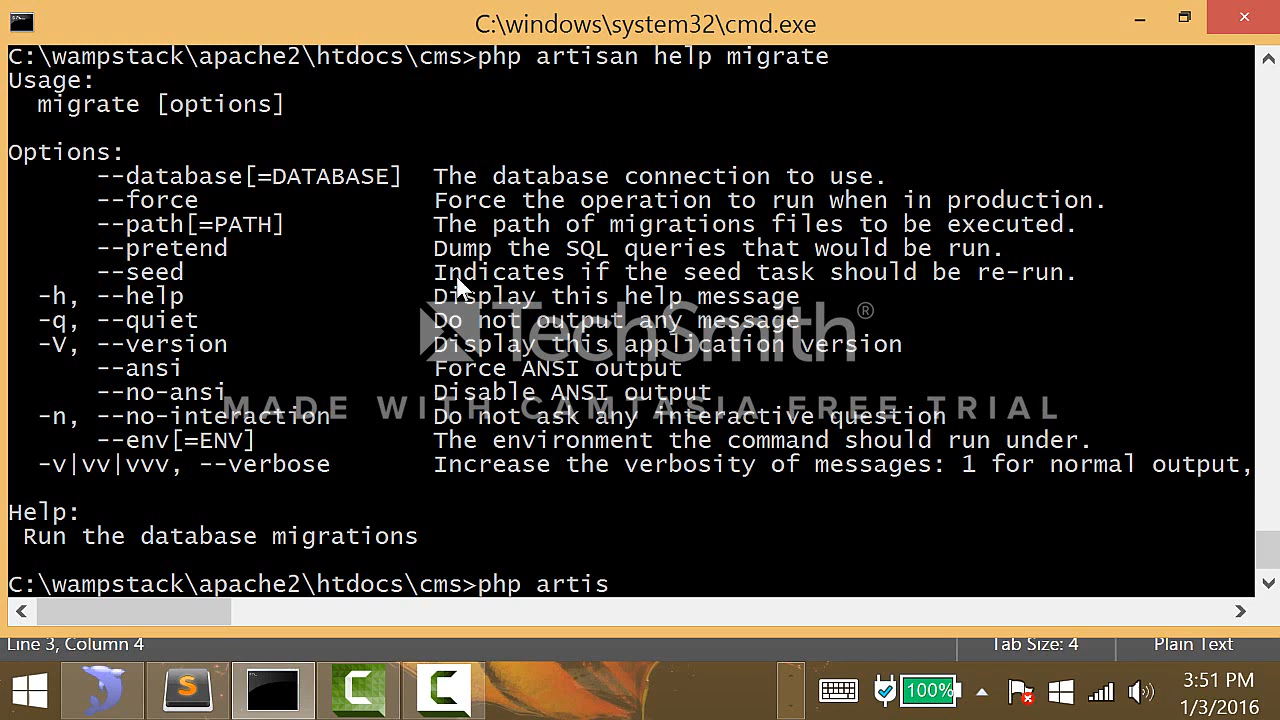 C:\windows\system32\cmd.exe
C:\wampstack\apache2\htdocs\cms>php artisan help migrate
Usage:
  migrate [options]
Options:
      --database[=DATABASE]  The database connection to use.
      --force                Force the operation to run when in production.
      --path[=PATH]          The path of migrations files to be executed.
      --pretend              Dump the SQL queries that would be run.
      --seed                 Indicates if the seed task should be re-run.
  -h, --help                 Display this help message
  -q, --quiet                Do not output any message
  -V, --version              Display this application version
      --ansi                 Force ANSI output
      --no-ansi              Disable ANSI output
  -n, --no-interaction       Do not ask any interactive question
      --env[=ENV]            The environment the command should run under.
  -v|vv|vvv, --verbose       Increase the verbosity of messages: 1 for normal output,
Help:
 Run the database migrations
C:\wampstack\apache2\htdocs\cms>php artis
TechSmith®
MADE WITH CAMTASIA FREE TRIAL
Line 3, Column 4
Tab Size: 4
Plain Text
100%
3:51 PM
1/3/2016